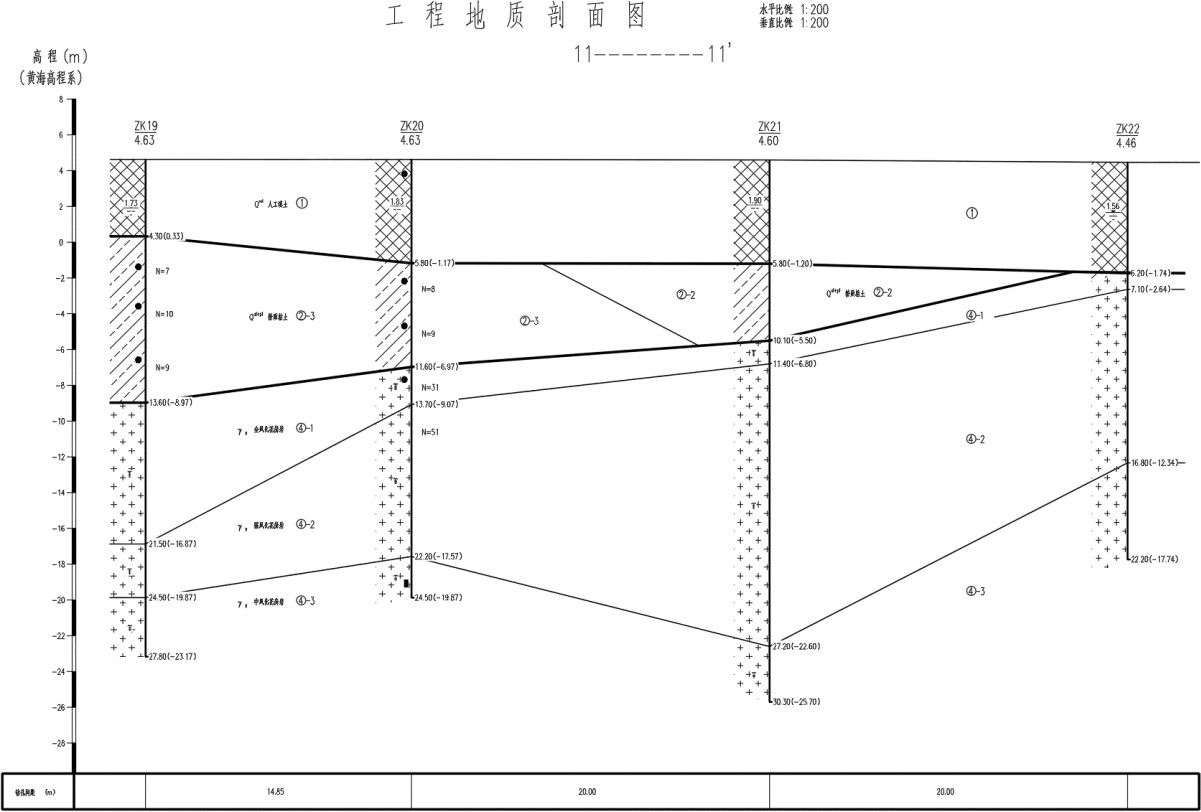 工程地质剖面图
水平比例: 1:200
垂直比例: 1:200
11--------11'
高程(m)
(黄海高程系)
8
6
4
2
0
-2
-4
-6
-8
-10
-12
-14
-16
-18
-20
-22
-24
-26
-28
ZK19
4.63
1.73
4.30(0.33)
N=7
N=10
N=9
13.60(-8.97)
21.50(-16.87)
24.50(-19.87)
27.80(-23.17)
Qml 人工填土 ①
②-3
全风化花岗岩 ④-1
强风化花岗岩 ④-2
中风化花岗岩 ④-3
ZK20
4.63
1.83
5.80(-1.17)
N=8
N=9
11.60(-6.97)
N=31
13.70(-9.07)
N=51
22.20(-17.57)
24.50(-19.87)
②-3
②-2
ZK21
4.60
1.90
5.80(-1.20)
10.10(-5.50)
11.40(-6.80)
27.20(-22.60)
30.30(-25.70)
①
②-2
④-1
④-2
④-3
ZK22
4.46
1.56
6.20(-1.74)
7.10(-2.64)
16.80(-12.34)
22.20(-17.74)
钻孔间距 (m)
14.85
20.00
20.00